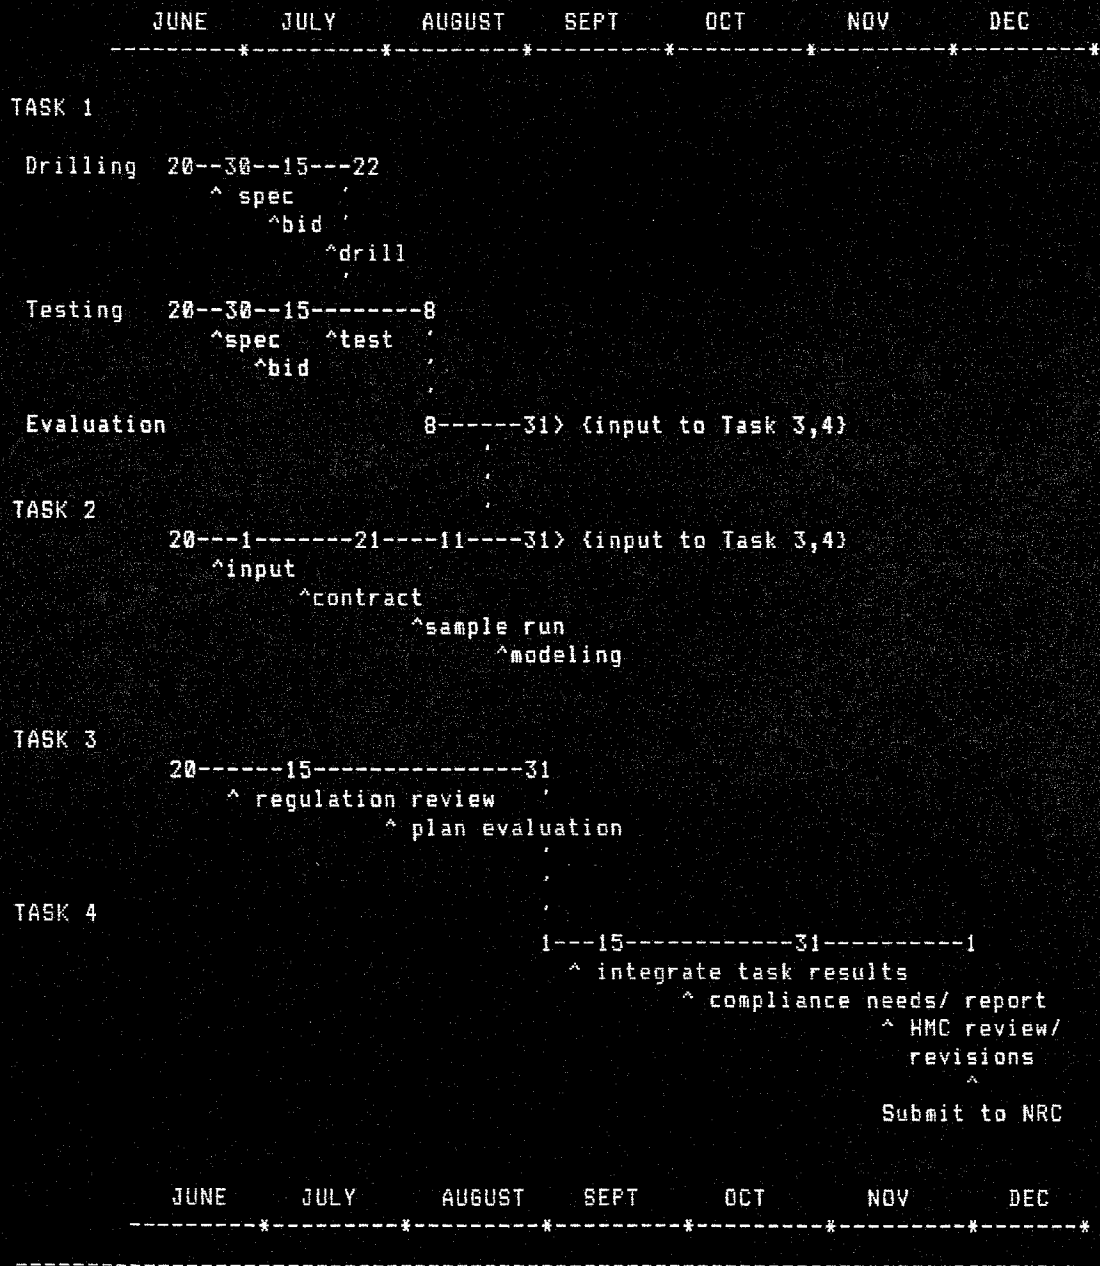 JUNE JULY AUGUST SEPT OCT NOV DEC
---------*---------*---------*---------*---------*---------*---------*
TASK 1
Drilling 20--30--15---22
^ spec '
^bid '
^drill
'
Testing 20--30--15--------8
^spec ^test '
^bid '
'
Evaluation 8------31> {input to Task 3,4}
'
'
TASK 2 '
20---1-------21----11----31> {input to Task 3,4}
^input
^contract
^sample run
^modeling
TASK 3
20------15---------------31
^ regulation review '
^ plan evaluation
'
'
TASK 4 '
1---15------------31----------1
^ integrate task results
^ compliance needs/ report
^ HMC review/
revisions
^
Submit to NRC
JUNE JULY AUGUST SEPT OCT NOV DEC
---------*---------*---------*---------*---------*---------*-------*